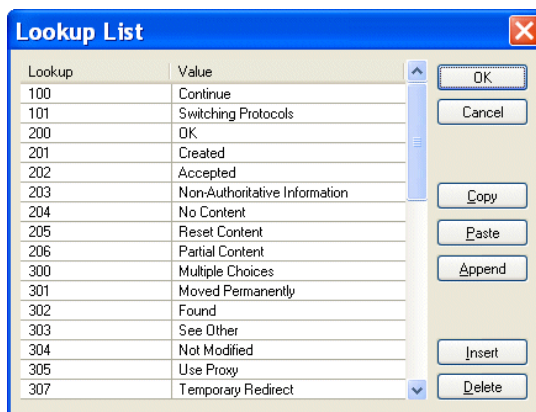 Lookup List
Lookup Value
100 Continue
101 Switching Protocols
200 OK
201 Created
202 Accepted
203 Non-Authoritative Information
204 No Content
205 Reset Content
206 Partial Content
300 Multiple Choices
301 Moved Permanently
302 Found
303 See Other
304 Not Modified
305 Use Proxy
307 Temporary Redirect
OK
Cancel
Copy
Paste
Append
Insert
Delete